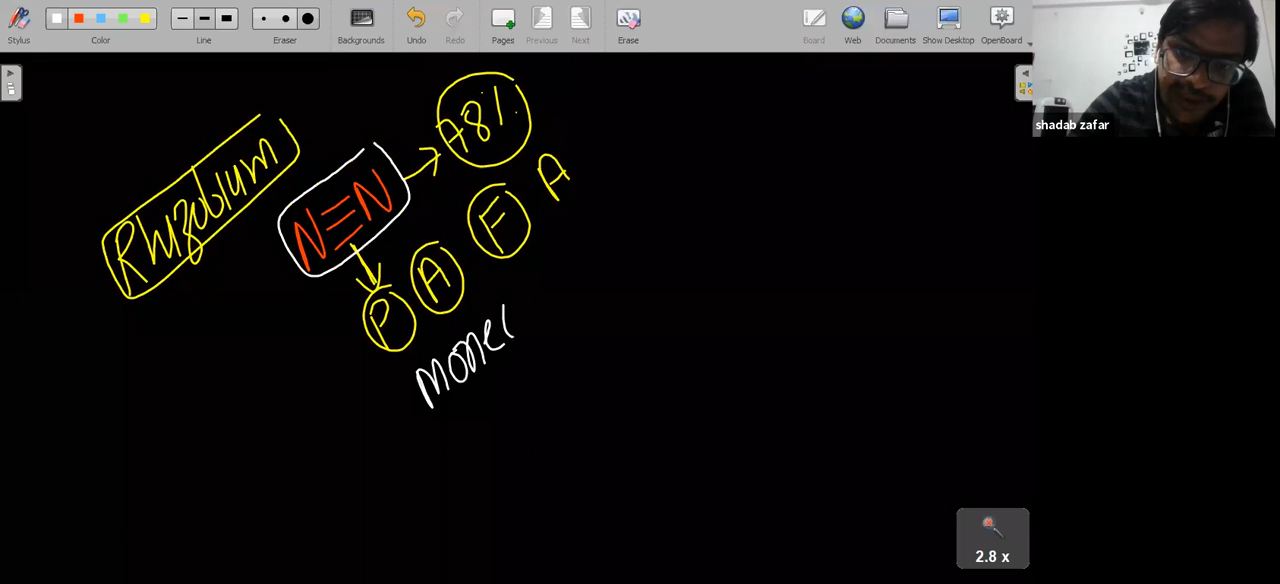 Stylus
Color
Line
Eraser
Backgrounds
Undo
Redo
Pages
Previous
Next
Erase
Board
Web
Documents
Show Desktop
OpenBoard
shadab zafar
Rhizobium
N≡N
A
F
A
P
2.8 x